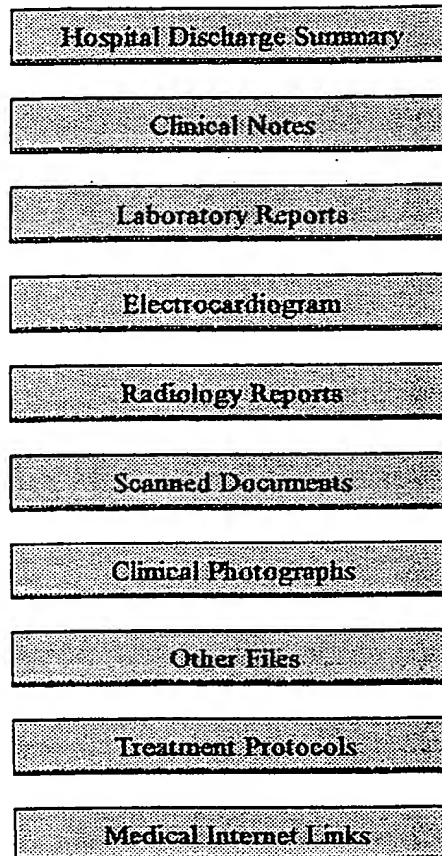 Hospital Discharge Summary
Clinical Notes
Laboratory Reports
Electrocardiogram
Radiology Reports
Scanned Documents
Clinical Photographs
Other Files
Treatment Protocols
Medical Internet Links